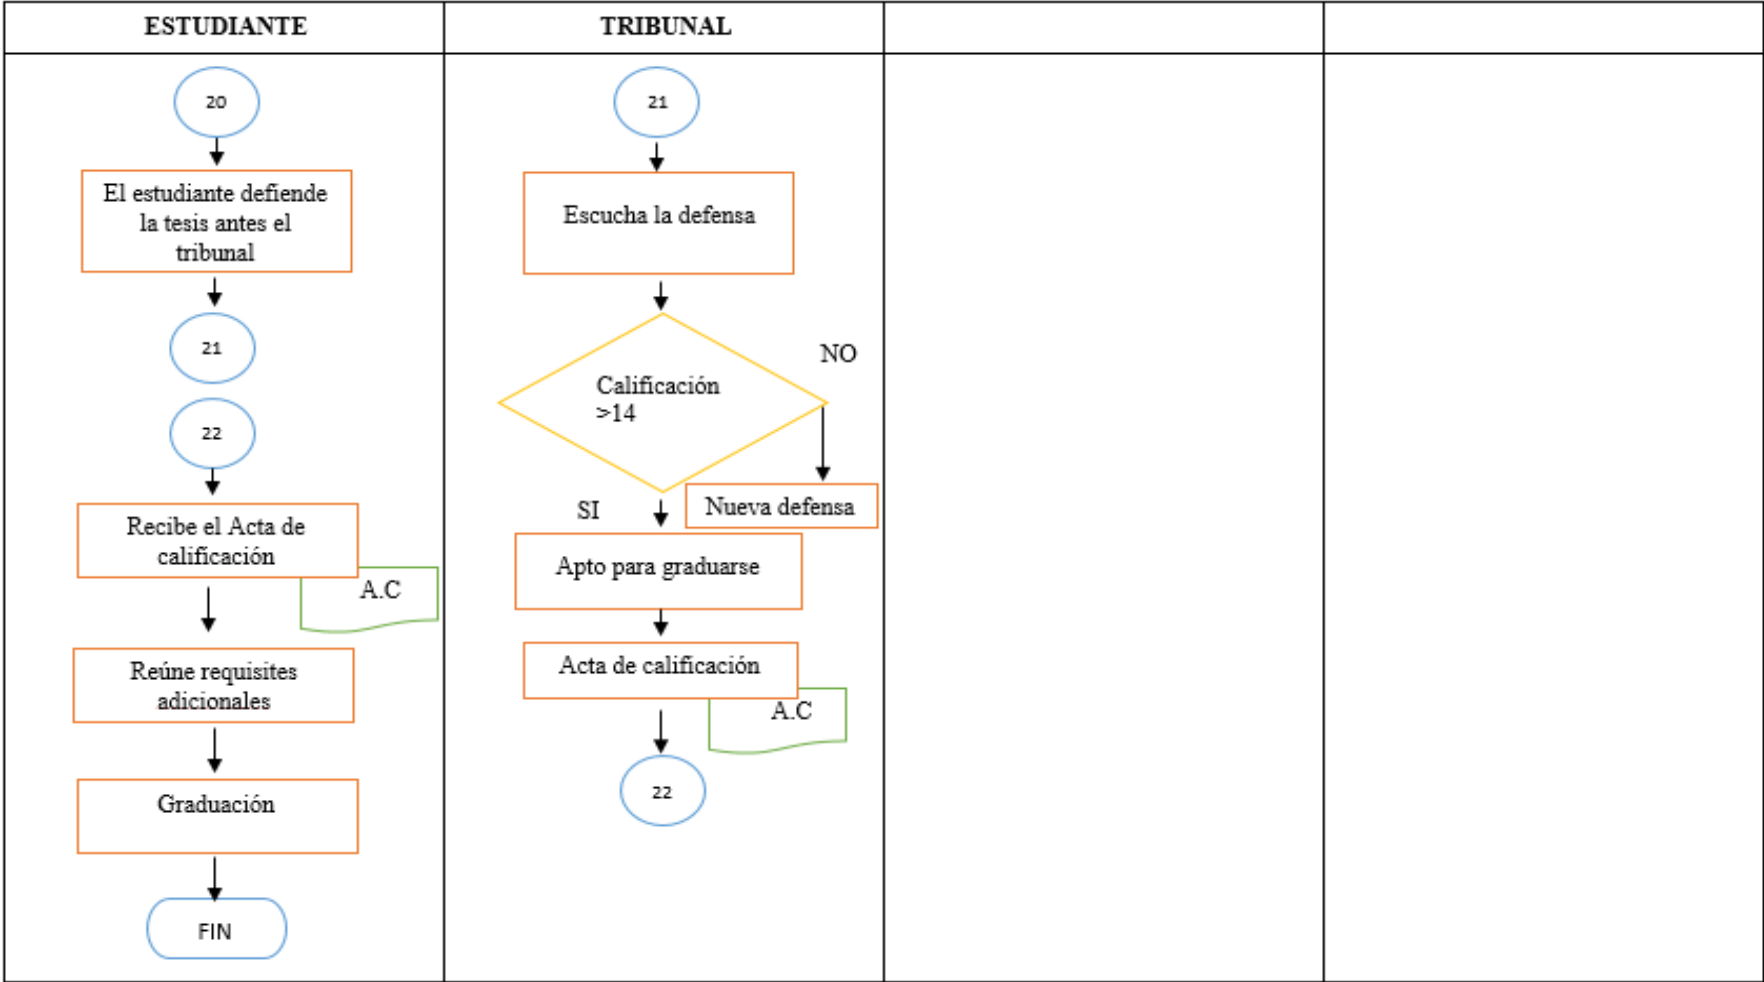 ESTUDIANTE
TRIBUNAL
20
El estudiante defiende
la tesis antes el
tribunal
21
22
Recibe el Acta de
calificación
A.C
Reúne requisites
adicionales
Graduación
FIN
21
Escucha la defensa
Calificación
>14
NO
Nueva defensa
SI
Apto para graduarse
Acta de calificación
A.C
22